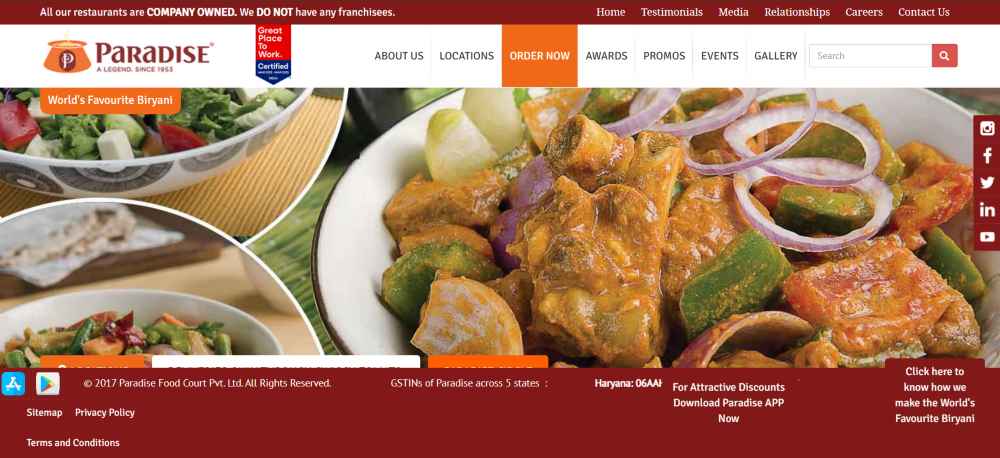 All our restaurants are COMPANY OWNED. We DO NOT have any franchisees.
Home Testimonials Media Relationships Careers Contact Us
PARADISE
A LEGEND. SINCE 1953
Great
Place
To
Work.
Certified
ABOUT US LOCATIONS ORDER NOW AWARDS PROMOS EVENTS GALLERY Search
World's Favourite Biryani
© 2017 Paradise Food Court Pvt. Ltd. All Rights Reserved.
GSTINs of Paradise across 5 states :
Haryana: 06AA
For Attractive Discounts
Download Paradise APP
Now
Click here to
know how we
make the World's
Favourite Biryani
Sitemap Privacy Policy
Terms and Conditions